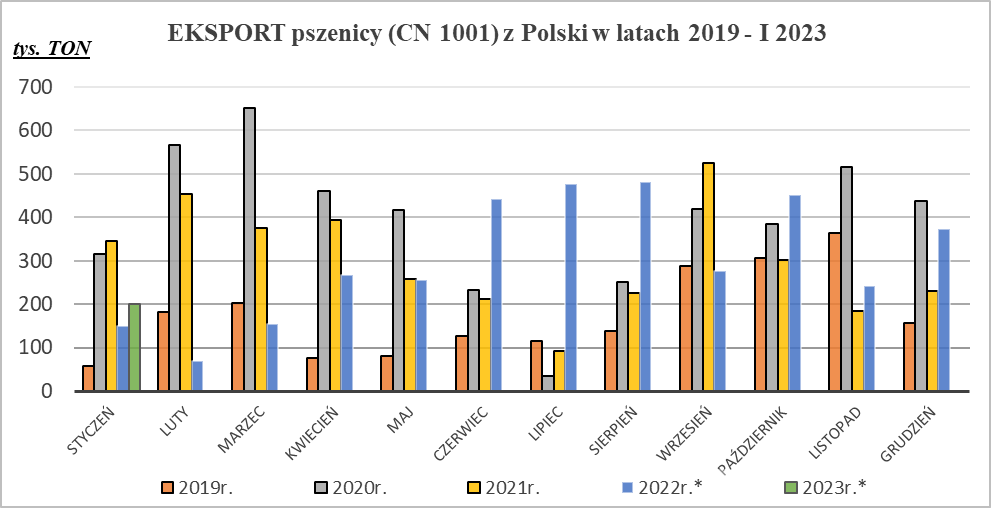 EKSPORT pszenicy (CN 1001) z Polski w latach 2019 - I 2023
tys. TON
700
600
500
400
300
200
100
0
STYCZEŃ
LUTY
MARZEC
KWIECIEŃ
MAJ
CZERWIEC
LIPIEC
SIERPIEŃ
WRZESIEŃ
PAŹDZIERNIK
LISTOPAD
GRUDZIEŃ
2019r. 2020r. 2021r. 2022r.* 2023r.*